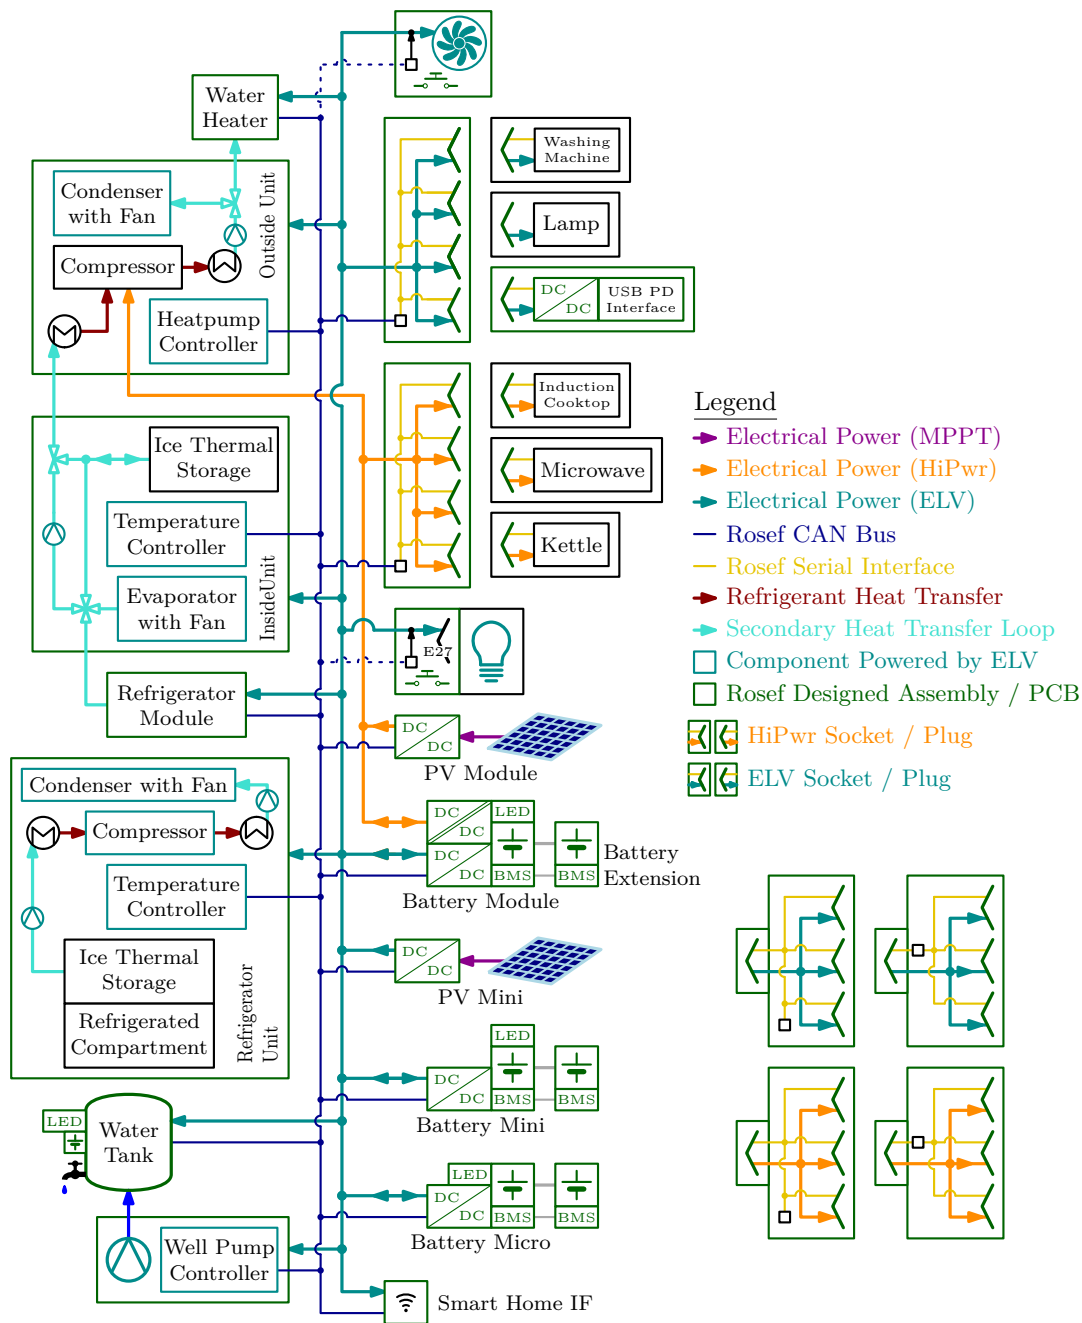 Water
Heater
Condenser
with Fan
Compressor
Outside Unit
Heatpump
Controller
Washing
Machine
Lamp
DC
DC
USB PD
Interface
Induction
Cooktop
Microwave
Kettle
Ice Thermal
Storage
Temperature
Controller
Evaporator
with Fan
InsideUnit
E27
Refrigerator
Module
DC
DC
PV Module
Condenser with Fan
Compressor
Temperature
Controller
Ice Thermal
Storage
Refrigerated
Compartment
Refrigerator
Unit
DC
DC
LED
DC
DC
BMS
BMS
Battery
Extension
Battery Module
DC
DC
PV Mini
LED
DC
DC
BMS
BMS
Battery Mini
LED
Water
Tank
LED
DC
DC
BMS
BMS
Battery Micro
Well Pump
Controller
Smart Home IF
Legend
Electrical Power (MPPT)
Electrical Power (HiPwr)
Electrical Power (ELV)
Rosef CAN Bus
Rosef Serial Interface
Refrigerant Heat Transfer
Secondary Heat Transfer Loop
Component Powered by ELV
Rosef Designed Assembly / PCB
HiPwr Socket / Plug
ELV Socket / Plug